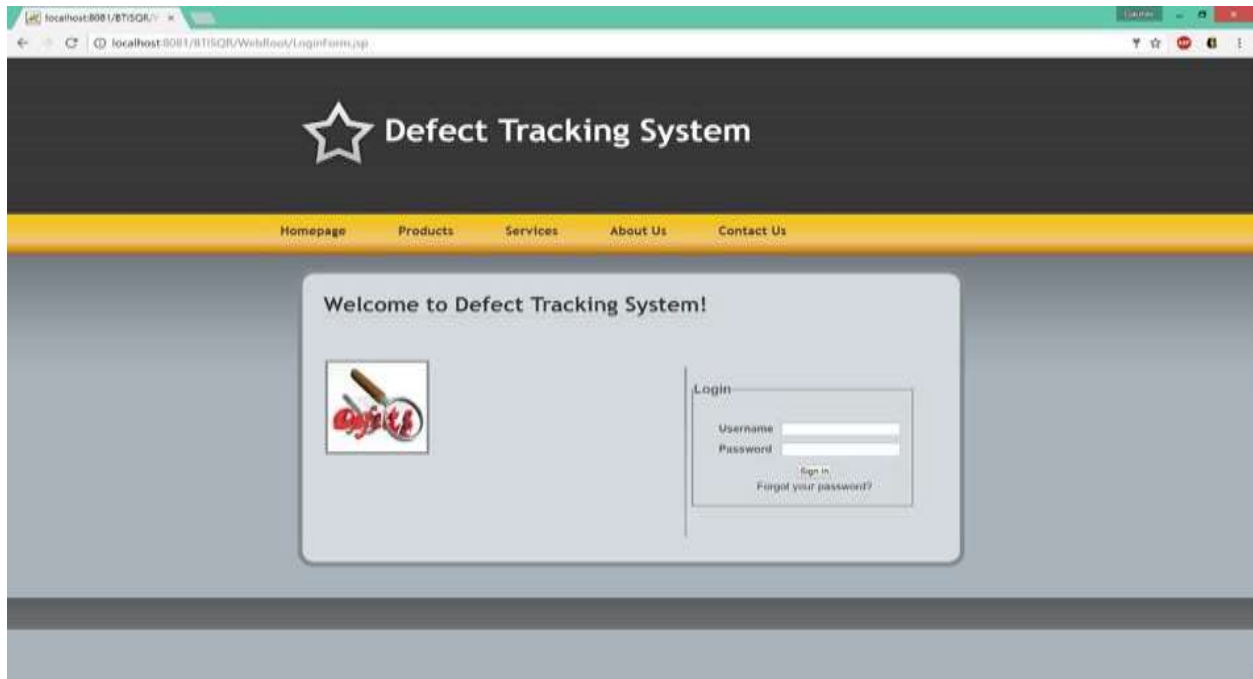 localhost:8081/BTISQR/
localhost:8081/BTISQR/WebRoot/LoginForm.jsp
Defect Tracking System
Homepage Products Services About Us Contact Us
Welcome to Defect Tracking System!
Login
Username
Password
Sign in
Forgot your password?